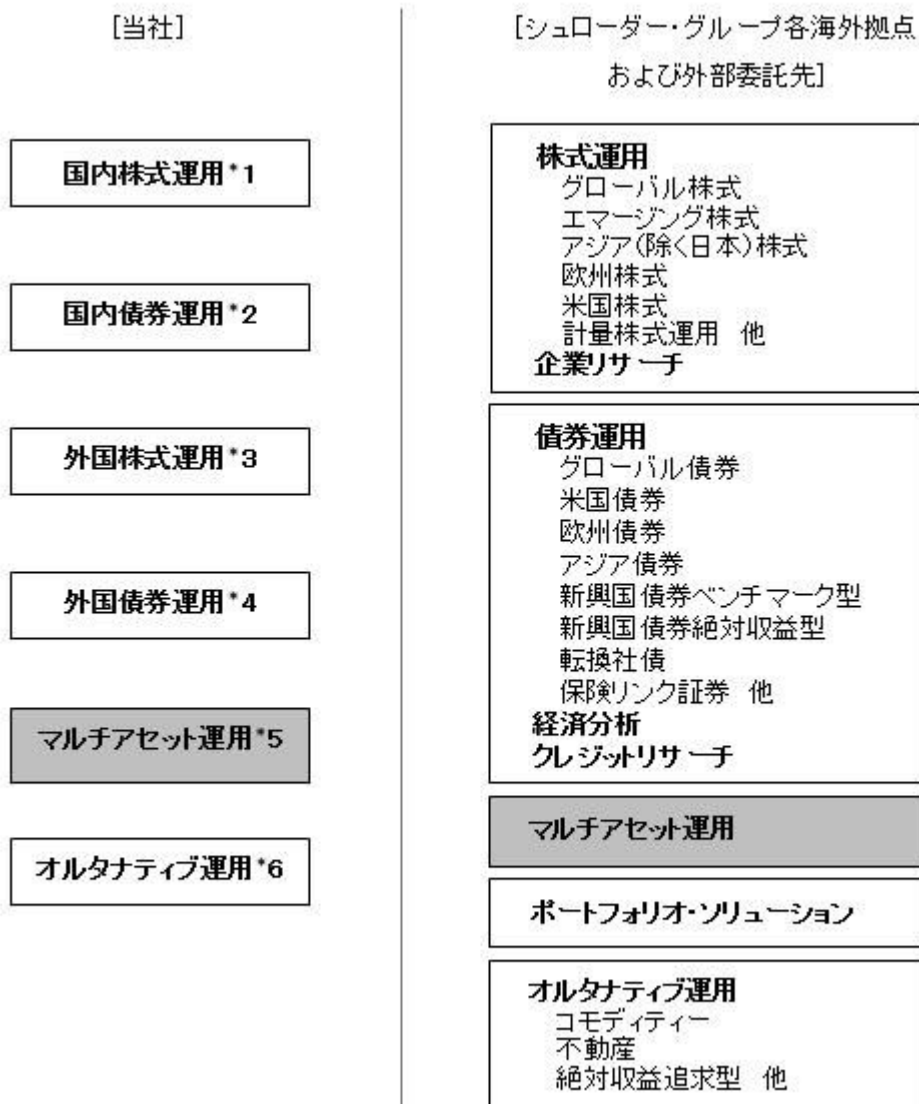 [当社]
国内株式運用*1
国内債券運用*2
外国株式運用*3
外国債券運用*4
マルチアセット運用*5
オルタナティブ運用*6
[シュローダー・グループ各海外拠点
および外部委託先]
株式運用
グローバル株式
エマージング株式
アジア(除く日本)株式
欧州株式
米国株式
計量株式運用 他
企業リサーチ
債券運用
グローバル債券
米国債券
欧州債券
アジア債券
新興国債券ベンチマーク型
新興国債券絶対収益型
転換社債
保険リンク証券 他
経済分析
クレジットリサーチ
マルチアセット運用
ポートフォリオ・ソリューション
オルタナティブ運用
コモディティー
不動産
絶対収益追求型 他